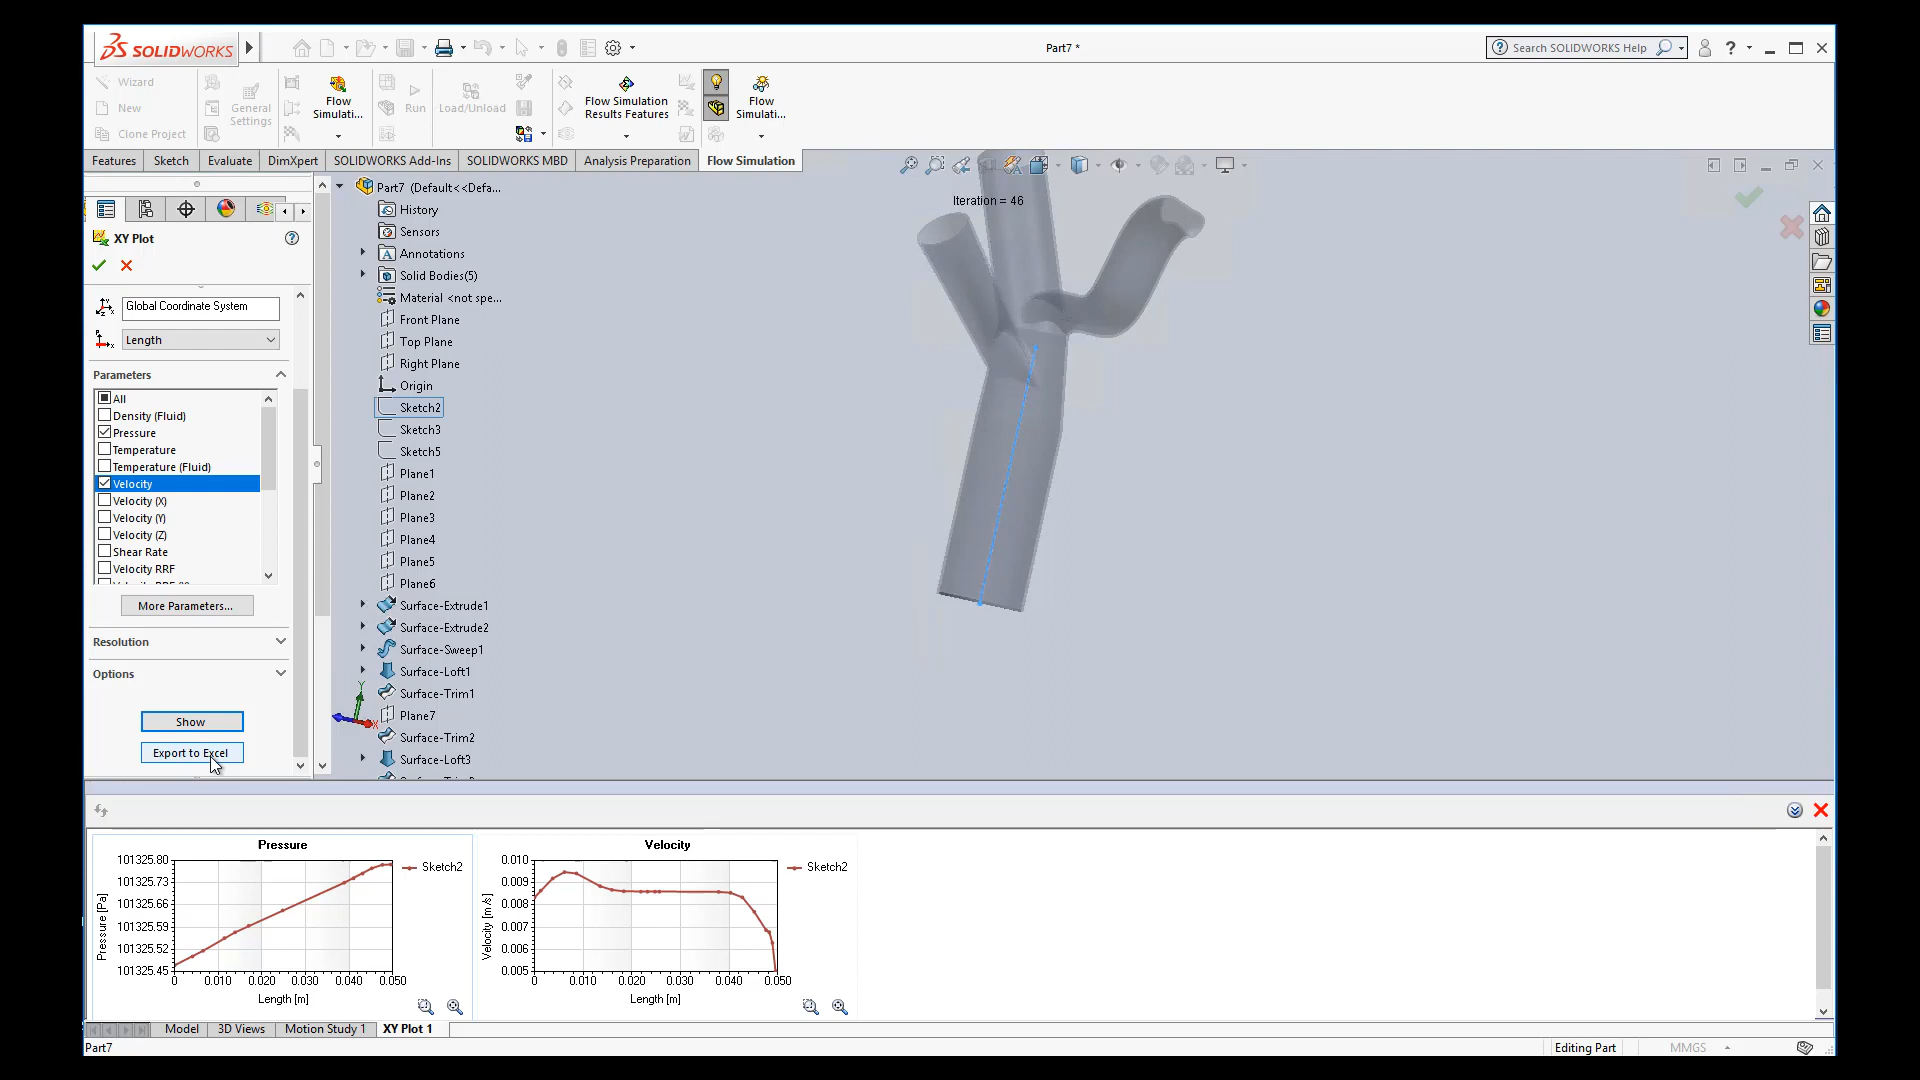 SOLIDWORKS
Part7 *
Search SOLIDWORKS Help
?
Wizard
New
Clone Project
General Settings
Flow Simulati...
Run
Load/Unload
Flow Simulation Results Features
Flow Simulati...
Features
Sketch
Evaluate
DimXpert
SOLIDWORKS Add-Ins
SOLIDWORKS MBD
Analysis Preparation
Flow Simulation
XY Plot
?
Global Coordinate System
Length
Parameters
All
Density (Fluid)
Pressure
Temperature
Temperature (Fluid)
Velocity
Velocity (X)
Velocity (Y)
Velocity (Z)
Shear Rate
Velocity RRF
More Parameters...
Resolution
Options
Show
Export to Excel
Part7 (Default<<Defa...
History
Sensors
Annotations
Solid Bodies(5)
Material <not spe...
Front Plane
Top Plane
Right Plane
Origin
Sketch2
Sketch3
Sketch5
Plane1
Plane2
Plane3
Plane4
Plane5
Plane6
Surface-Extrude1
Surface-Extrude2
Surface-Sweep1
Surface-Loft1
Surface-Trim1
Plane7
Surface-Trim2
Surface-Loft3
Iteration = 46
Y
X
Pressure
101325.80
101325.73
101325.66
101325.59
101325.52
101325.45
Pressure [Pa]
0 0.010 0.020 0.030 0.040 0.050
Length [m]
Sketch2
Velocity
0.010
0.009
0.008
0.007
0.006
0.005
Velocity [m/s]
0 0.010 0.020 0.030 0.040 0.050
Length [m]
Sketch2
Model
3D Views
Motion Study 1
XY Plot 1
Part7
Editing Part
MMGS